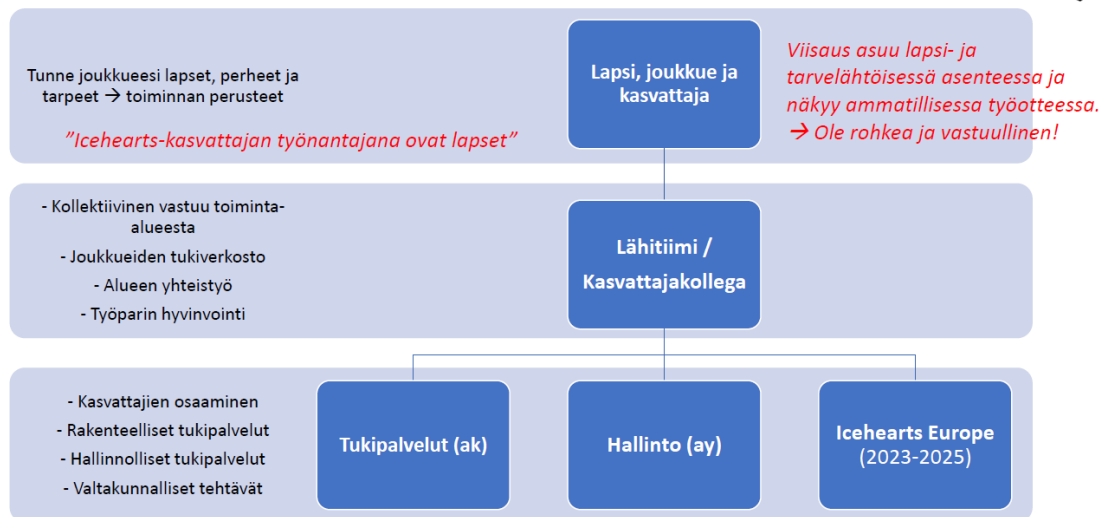 Tunne joukkueesi lapset, perheet ja
tarpeet → toiminnan perusteet
"Icehearts-kasvattajan työnantajana ovat lapset"
Lapsi, joukkue ja
kasvattaja
Viisaus asuu lapsi- ja
tarvelähtöisessä asenteessa ja
näkyy ammatillisessa työotteessa.
→ Ole rohkea ja vastuullinen!
- Kollektiivinen vastuu toiminta-
alueesta
- Joukkueiden tukiverkosto
- Alueen yhteistyö
- Työparin hyvinvointi
Lähitiimi /
Kasvattajakollega
- Kasvattajien osaaminen
- Rakenteelliset tukipalvelut
- Hallinnolliset tukipalvelut
- Valtakunnalliset tehtävät
Tukipalvelut (ak)
Hallinto (ay)
Icehearts Europe
(2023-2025)